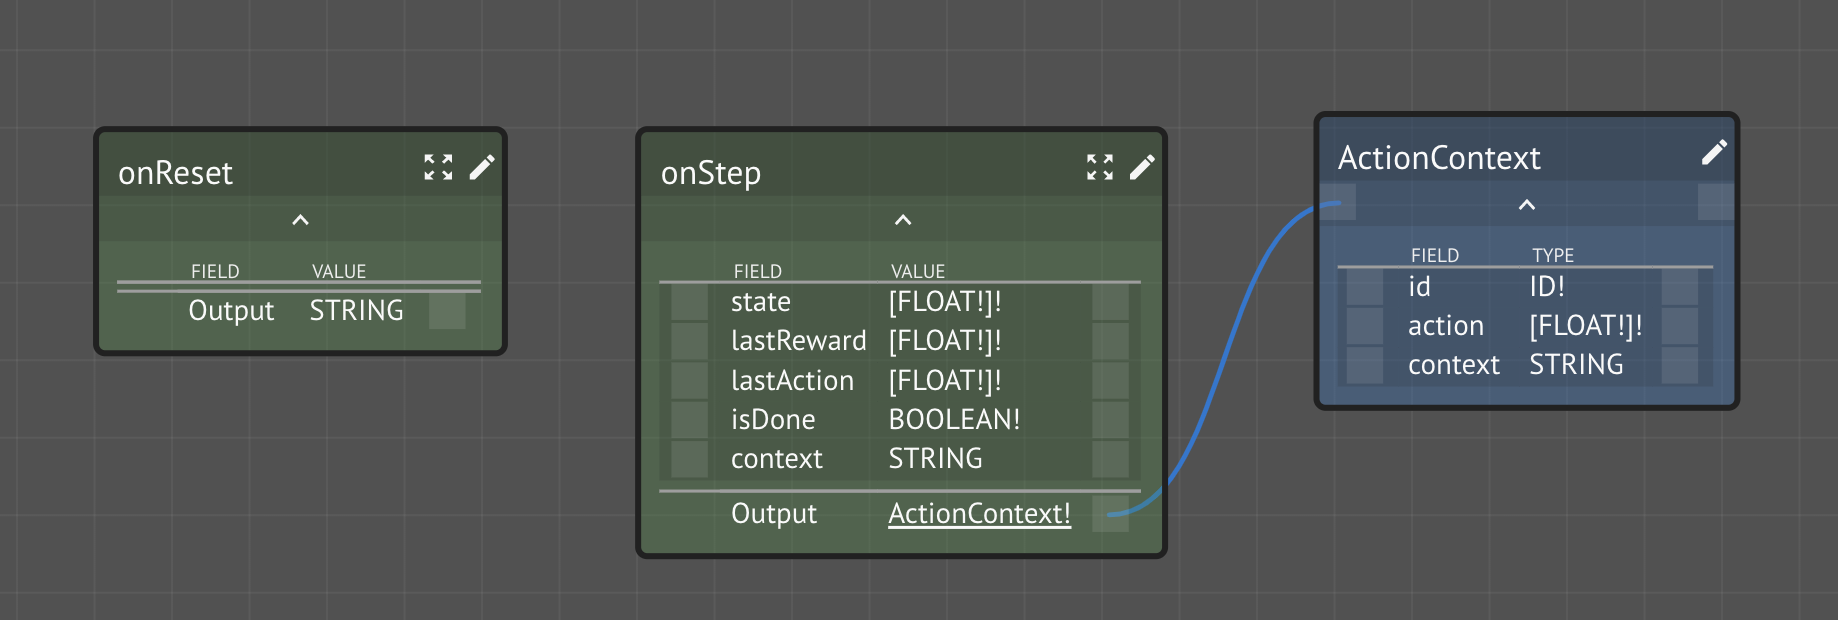 onReset
FIELD VALUE
Output STRING
onStep
FIELD VALUE
state [FLOAT!]!
lastReward [FLOAT!]!
lastAction [FLOAT!]!
isDone BOOLEAN!
context STRING
Output ActionContext!
ActionContext
FIELD TYPE
id ID!
action [FLOAT!]!
context STRING